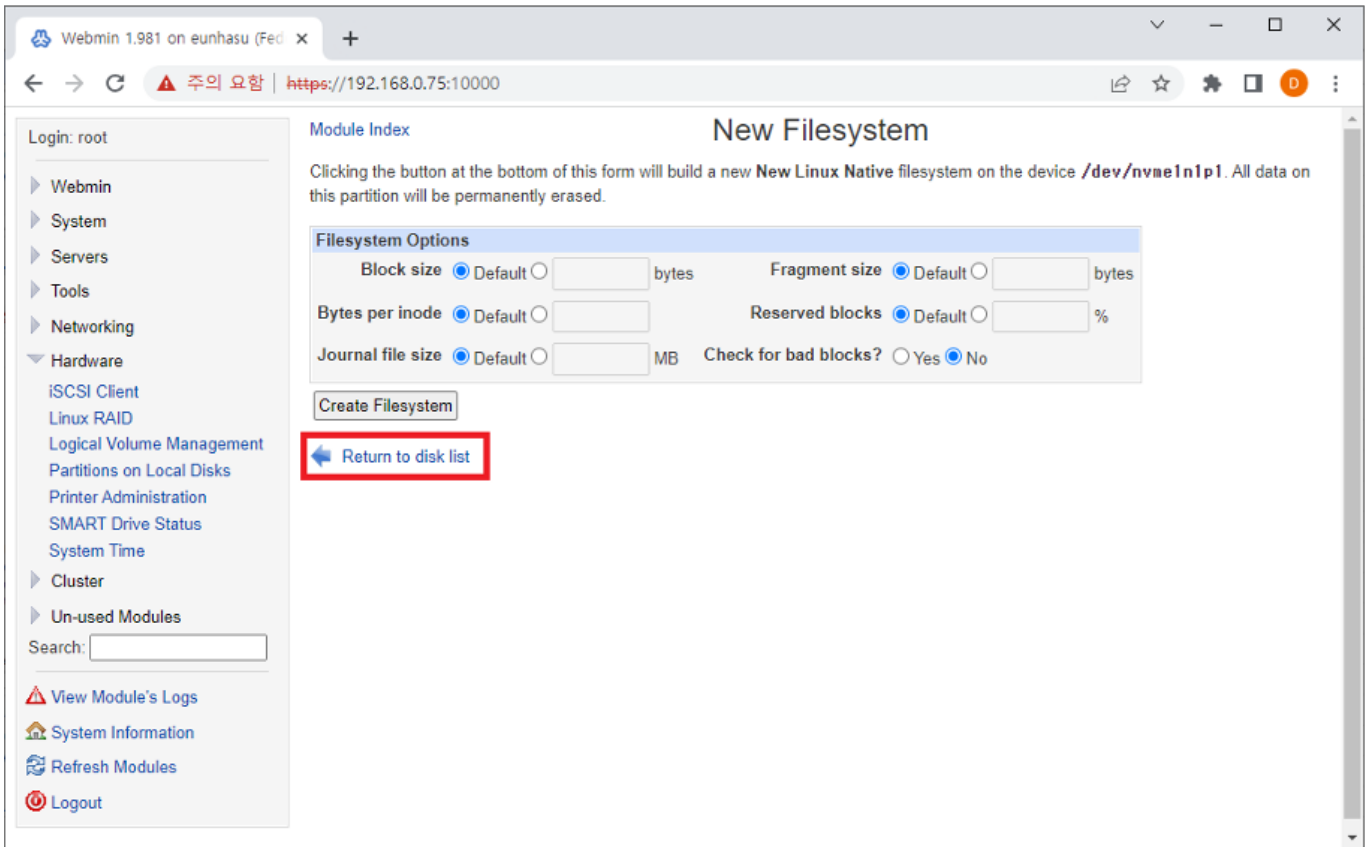 Webmin 1.981 on eunhasu (Fed
주의 요함 https://192.168.0.75:10000
D
Login: root
Webmin
System
Servers
Tools
Networking
Hardware
iSCSI Client
Linux RAID
Logical Volume Management
Partitions on Local Disks
Printer Administration
SMART Drive Status
System Time
Cluster
Un-used Modules
Search:
View Module's Logs
System Information
Refresh Modules
Logout
Module Index
New Filesystem
Clicking the button at the bottom of this form will build a new New Linux Native filesystem on the device /dev/nvme1n1p1. All data on
this partition will be permanently erased.
Filesystem Options
Block size Default bytes Fragment size Default bytes
Bytes per inode Default Reserved blocks Default %
Journal file size Default MB Check for bad blocks? Yes No
Create Filesystem
Return to disk list